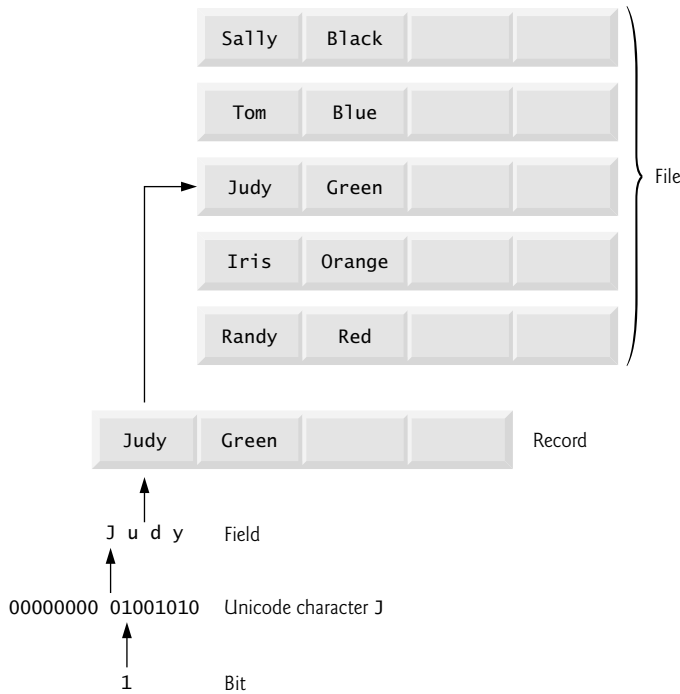 Sally Black
Tom Blue
Judy Green
File
Iris Orange
Randy Red
Judy Green Record
J u d y Field
00000000 01001010 Unicode character J
1 Bit